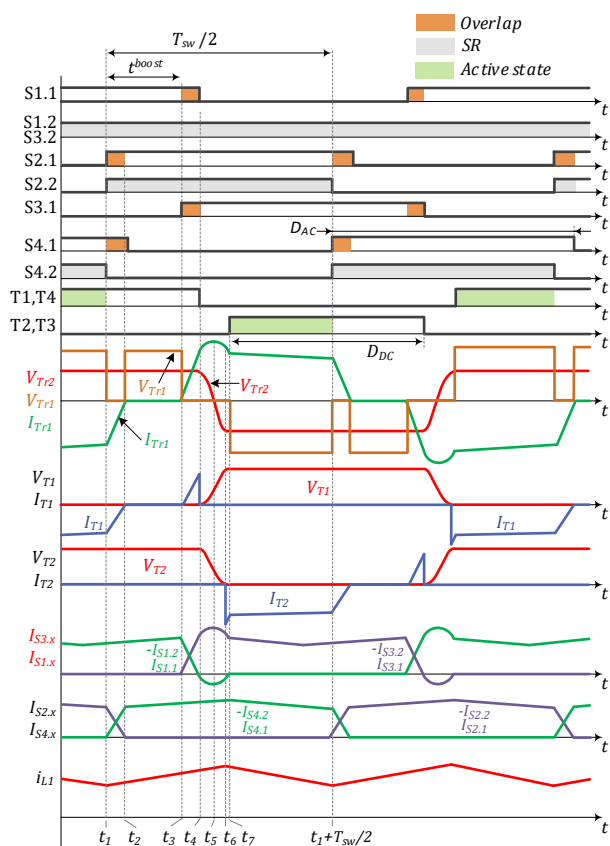 Overlap
T_sw/2
SR
t^boost
Active state
S1.1
t
S1.2
S3.2
t
S2.1
t
S2.2
t
S3.1
t
D_AC
S4.1
t
S4.2
t
T1,T4
t
T2,T3
t
D_DC
V_Tr2
V_Tr1
V_Tr2
V_Tr1
I_Tr1
I_Tr1
t
V_T1
I_T1
V_T1
I_T1
I_T1
t
V_T2
I_T2
V_T2
I_T2
t
I_S3.x
I_S1.x
-I_S1.2
I_S1.1
-I_S3.2
I_S3.1
t
I_S2.x
I_S4.x
-I_S4.2
I_S4.1
-I_S2.2
I_S2.1
t
i_L1
t
t_1 t_2 t_3 t_4 t_5 t_6 t_7 t_1+T_sw/2